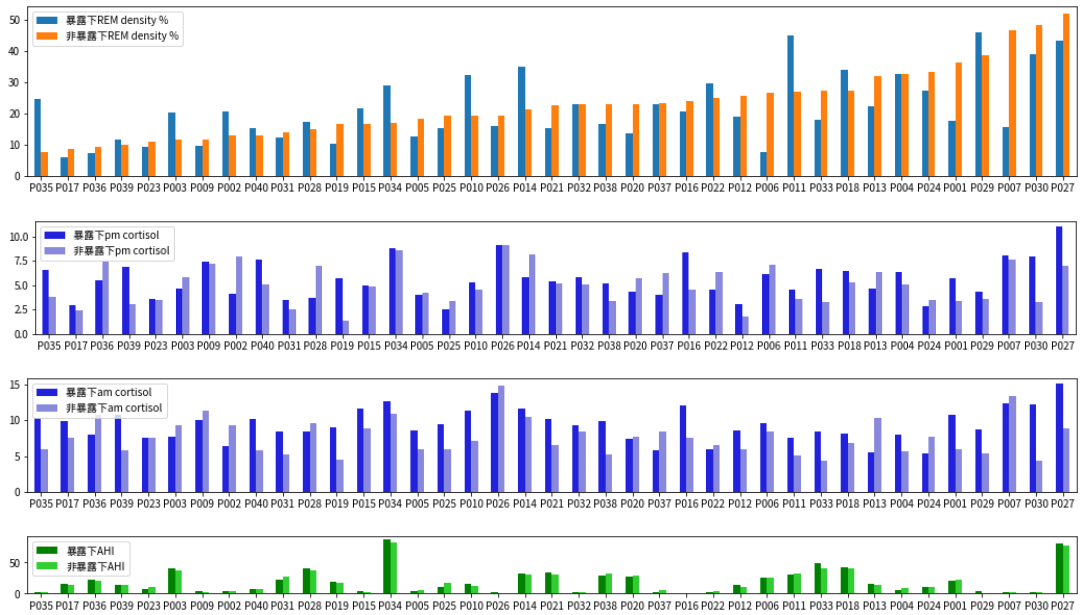 暴露下REM density %
非暴露下REM density %
50
40
30
20
10
0
P035 P017 P036 P039 P023 P003 P009 P002 P040 P031 P028 P019 P015 P034 P005 P025 P010 P026 P014 P021 P032 P038 P020 P037 P016 P022 P012 P006 P011 P033 P018 P013 P004 P024 P001 P029 P007 P030 P027
暴露下pm cortisol
非暴露下pm cortisol
10.0
7.5
5.0
2.5
0.0
P035 P017 P036 P039 P023 P003 P009 P002 P040 P031 P028 P019 P015 P034 P005 P025 P010 P026 P014 P021 P032 P038 P020 P037 P016 P022 P012 P006 P011 P033 P018 P013 P004 P024 P001 P029 P007 P030 P027
暴露下am cortisol
非暴露下am cortisol
15
10
5
0
P035 P017 P036 P039 P023 P003 P009 P002 P040 P031 P028 P019 P015 P034 P005 P025 P010 P026 P014 P021 P032 P038 P020 P037 P016 P022 P012 P006 P011 P033 P018 P013 P004 P024 P001 P029 P007 P030 P027
暴露下AHI
非暴露下AHI
50
0
P035 P017 P036 P039 P023 P003 P009 P002 P040 P031 P028 P019 P015 P034 P005 P025 P010 P026 P014 P021 P032 P038 P020 P037 P016 P022 P012 P006 P011 P033 P018 P013 P004 P024 P001 P029 P007 P030 P027